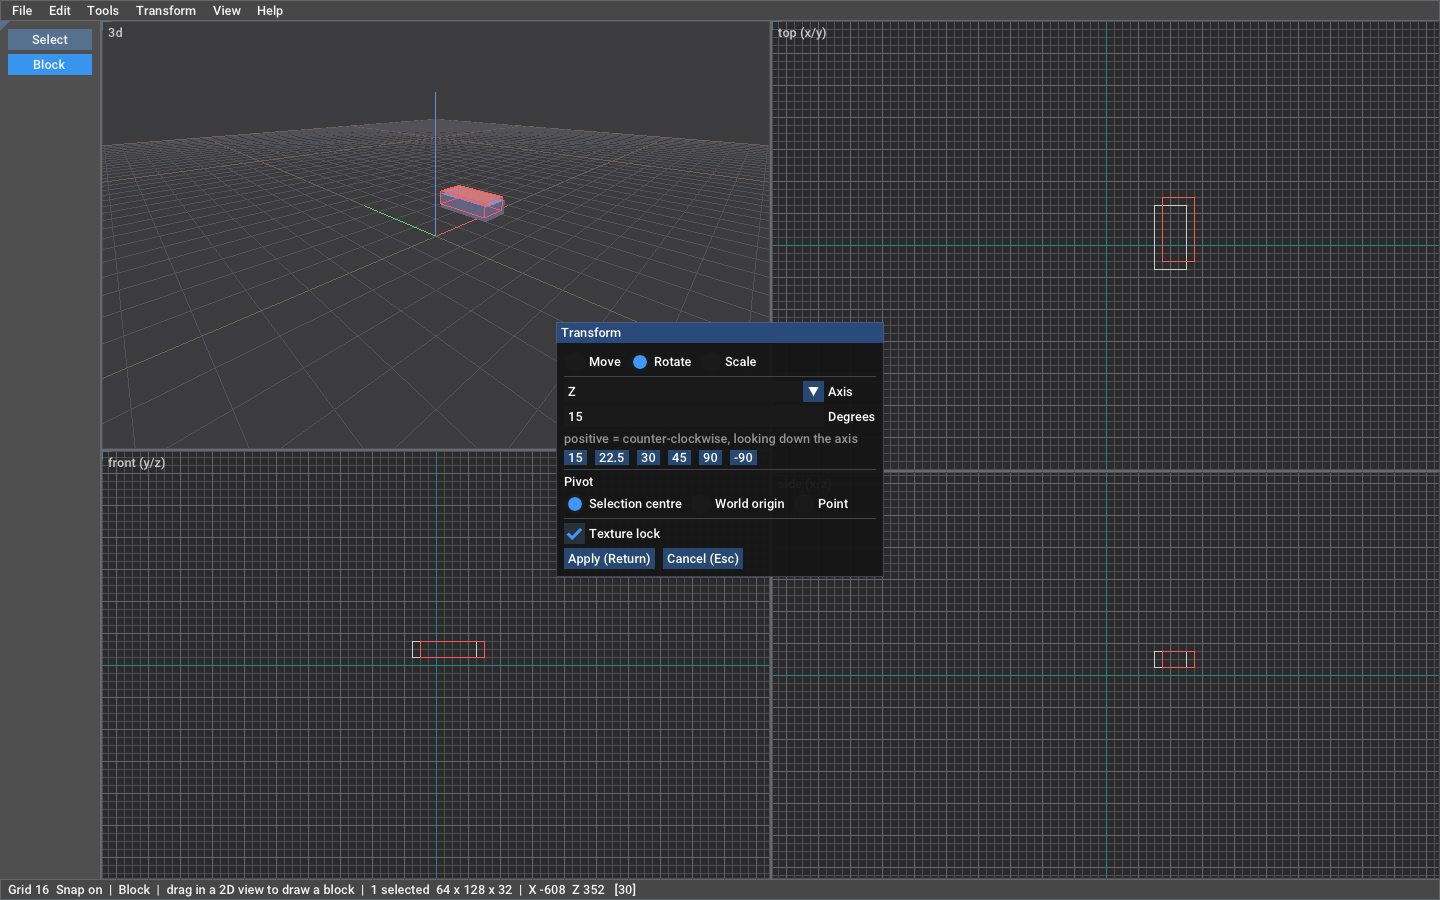 File Edit Tools Transform View Help
Select
Block
3d
top (x/y)
Transform
Move Rotate Scale
Z Axis
15 Degrees
positive = counter-clockwise, looking down the axis
15 22.5 30 45 90 -90
Pivot
Selection centre World origin Point
Texture lock
Apply (Return) Cancel (Esc)
front (y/z)
side (x/z)
Grid 16 Snap on | Block | drag in a 2D view to draw a block | 1 selected 64 x 128 x 32 | X -608 Z 352 [30]